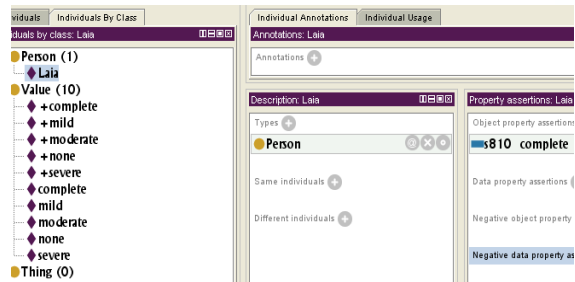 viduals Individuals By Class
iduals by class: Laia
Person (1)
Laia
Value (10)
+complete
+mild
+moderate
+none
+severe
complete
mild
moderate
none
severe
Thing (0)
Individual Annotations Individual Usage
Annotations: Laia
Annotations
Description: Laia
Types
Person
Same individuals
Different individuals
Property assertions: Laia
Object property assertions
s810 complete
Data property assertions
Negative object property
Negative data property as